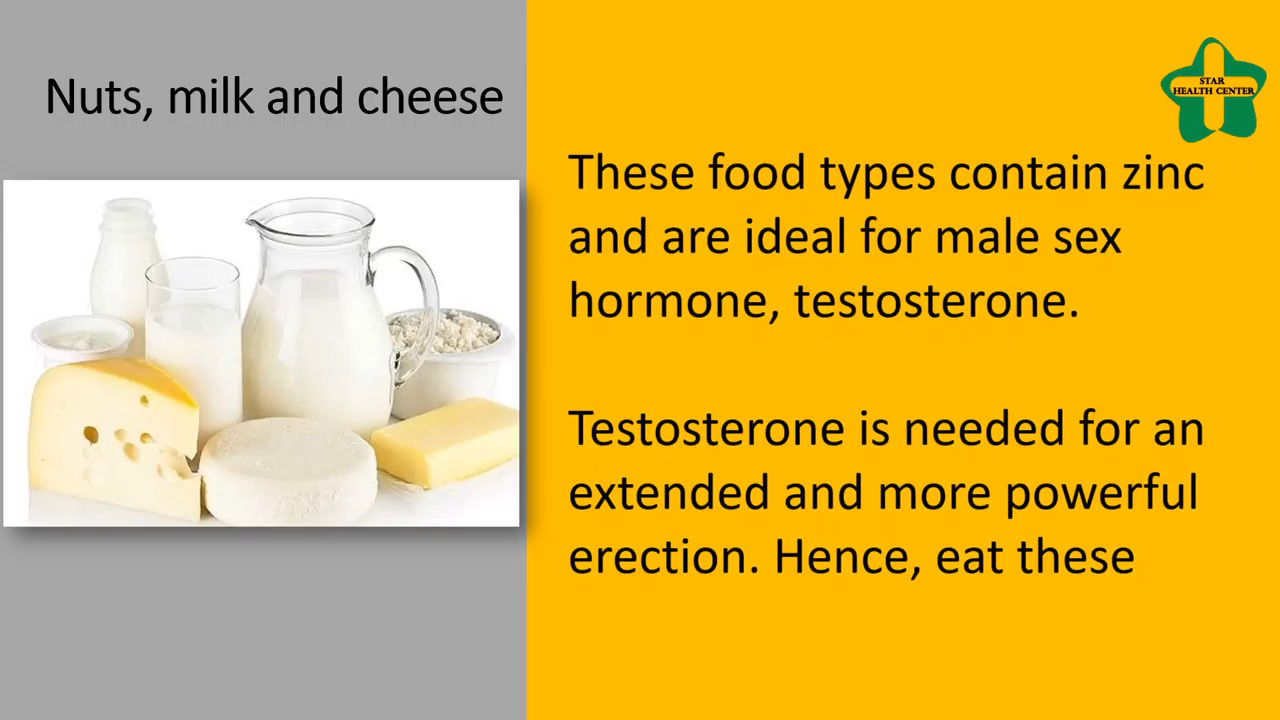 Nuts, milk and cheese
STAR
HEALTH CENTER
These food types contain zinc
and are ideal for male sex
hormone, testosterone.
Testosterone is needed for an
extended and more powerful
erection. Hence, eat these